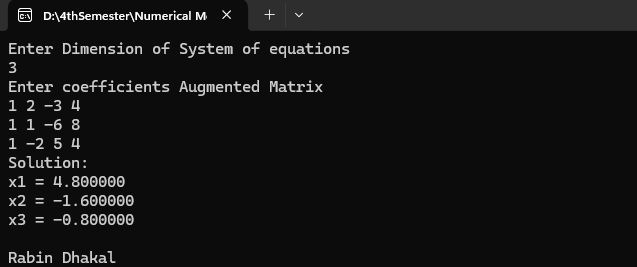 D:\4thSemester\Numerical M
Enter Dimension of System of equations
3
Enter coefficients Augmented Matrix
1 2 -3 4
1 1 -6 8
1 -2 5 4
Solution:
x1 = 4.800000
x2 = -1.600000
x3 = -0.800000
Rabin Dhakal